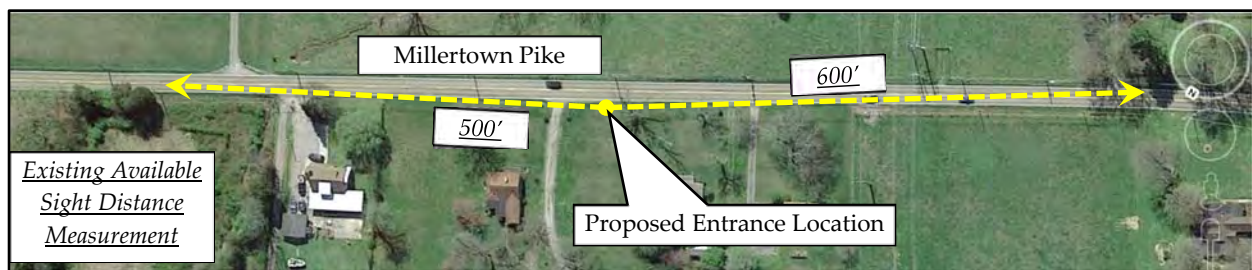 Millertown Pike
600'
500'
Existing Available
Sight Distance
Measurement
Proposed Entrance Location
N